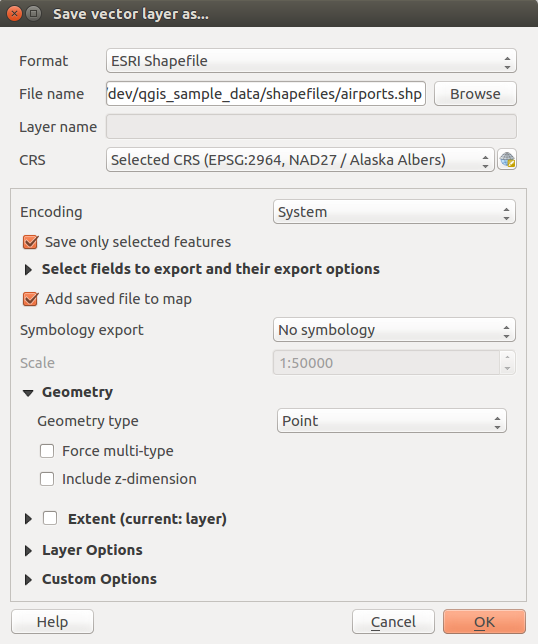 Save vector layer as...
Format ESRI Shapefile
File name /dev/qgis_sample_data/shapefiles/airports.shp Browse
Layer name
CRS Selected CRS (EPSG:2964, NAD27 / Alaska Albers)
Encoding System
Save only selected features
Select fields to export and their export options
Add saved file to map
Symbology export No symbology
Scale 1:50000
Geometry
Geometry type Point
Force multi-type
Include z-dimension
Extent (current: layer)
Layer Options
Custom Options
Help Cancel OK